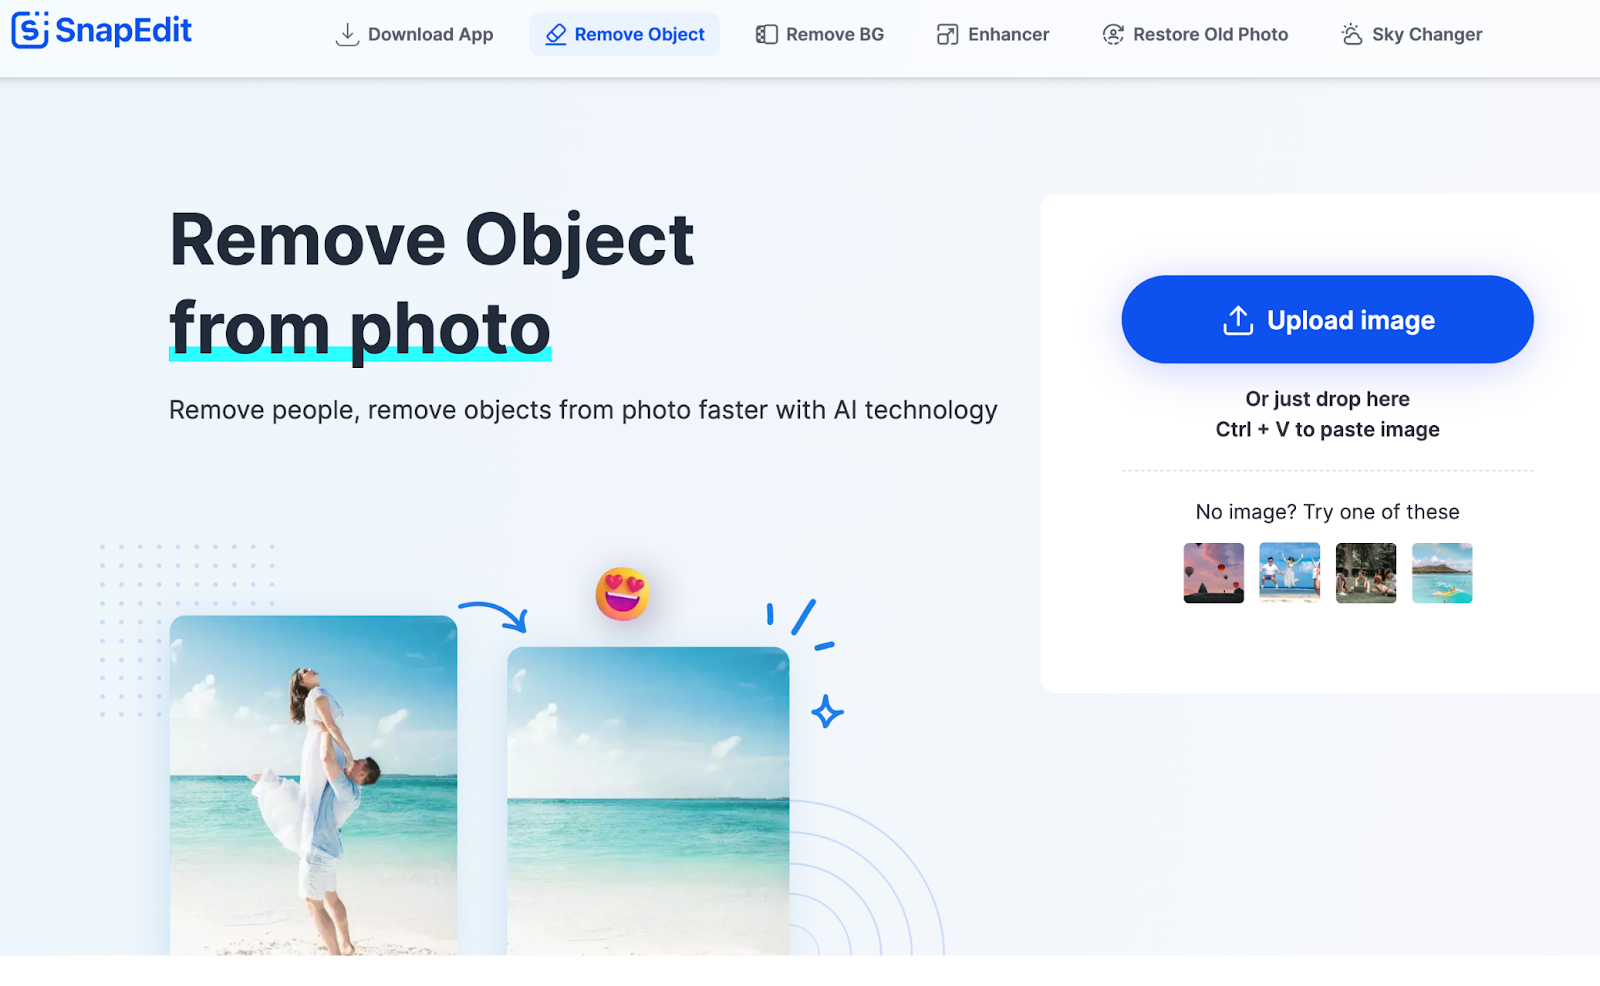 SnapEdit
Download App
Remove Object
Remove BG
Enhancer
Restore Old Photo
Sky Changer
Remove Object
from photo
Remove people, remove objects from photo faster with AI technology
Upload image
Or just drop here
Ctrl + V to paste image
No image? Try one of these